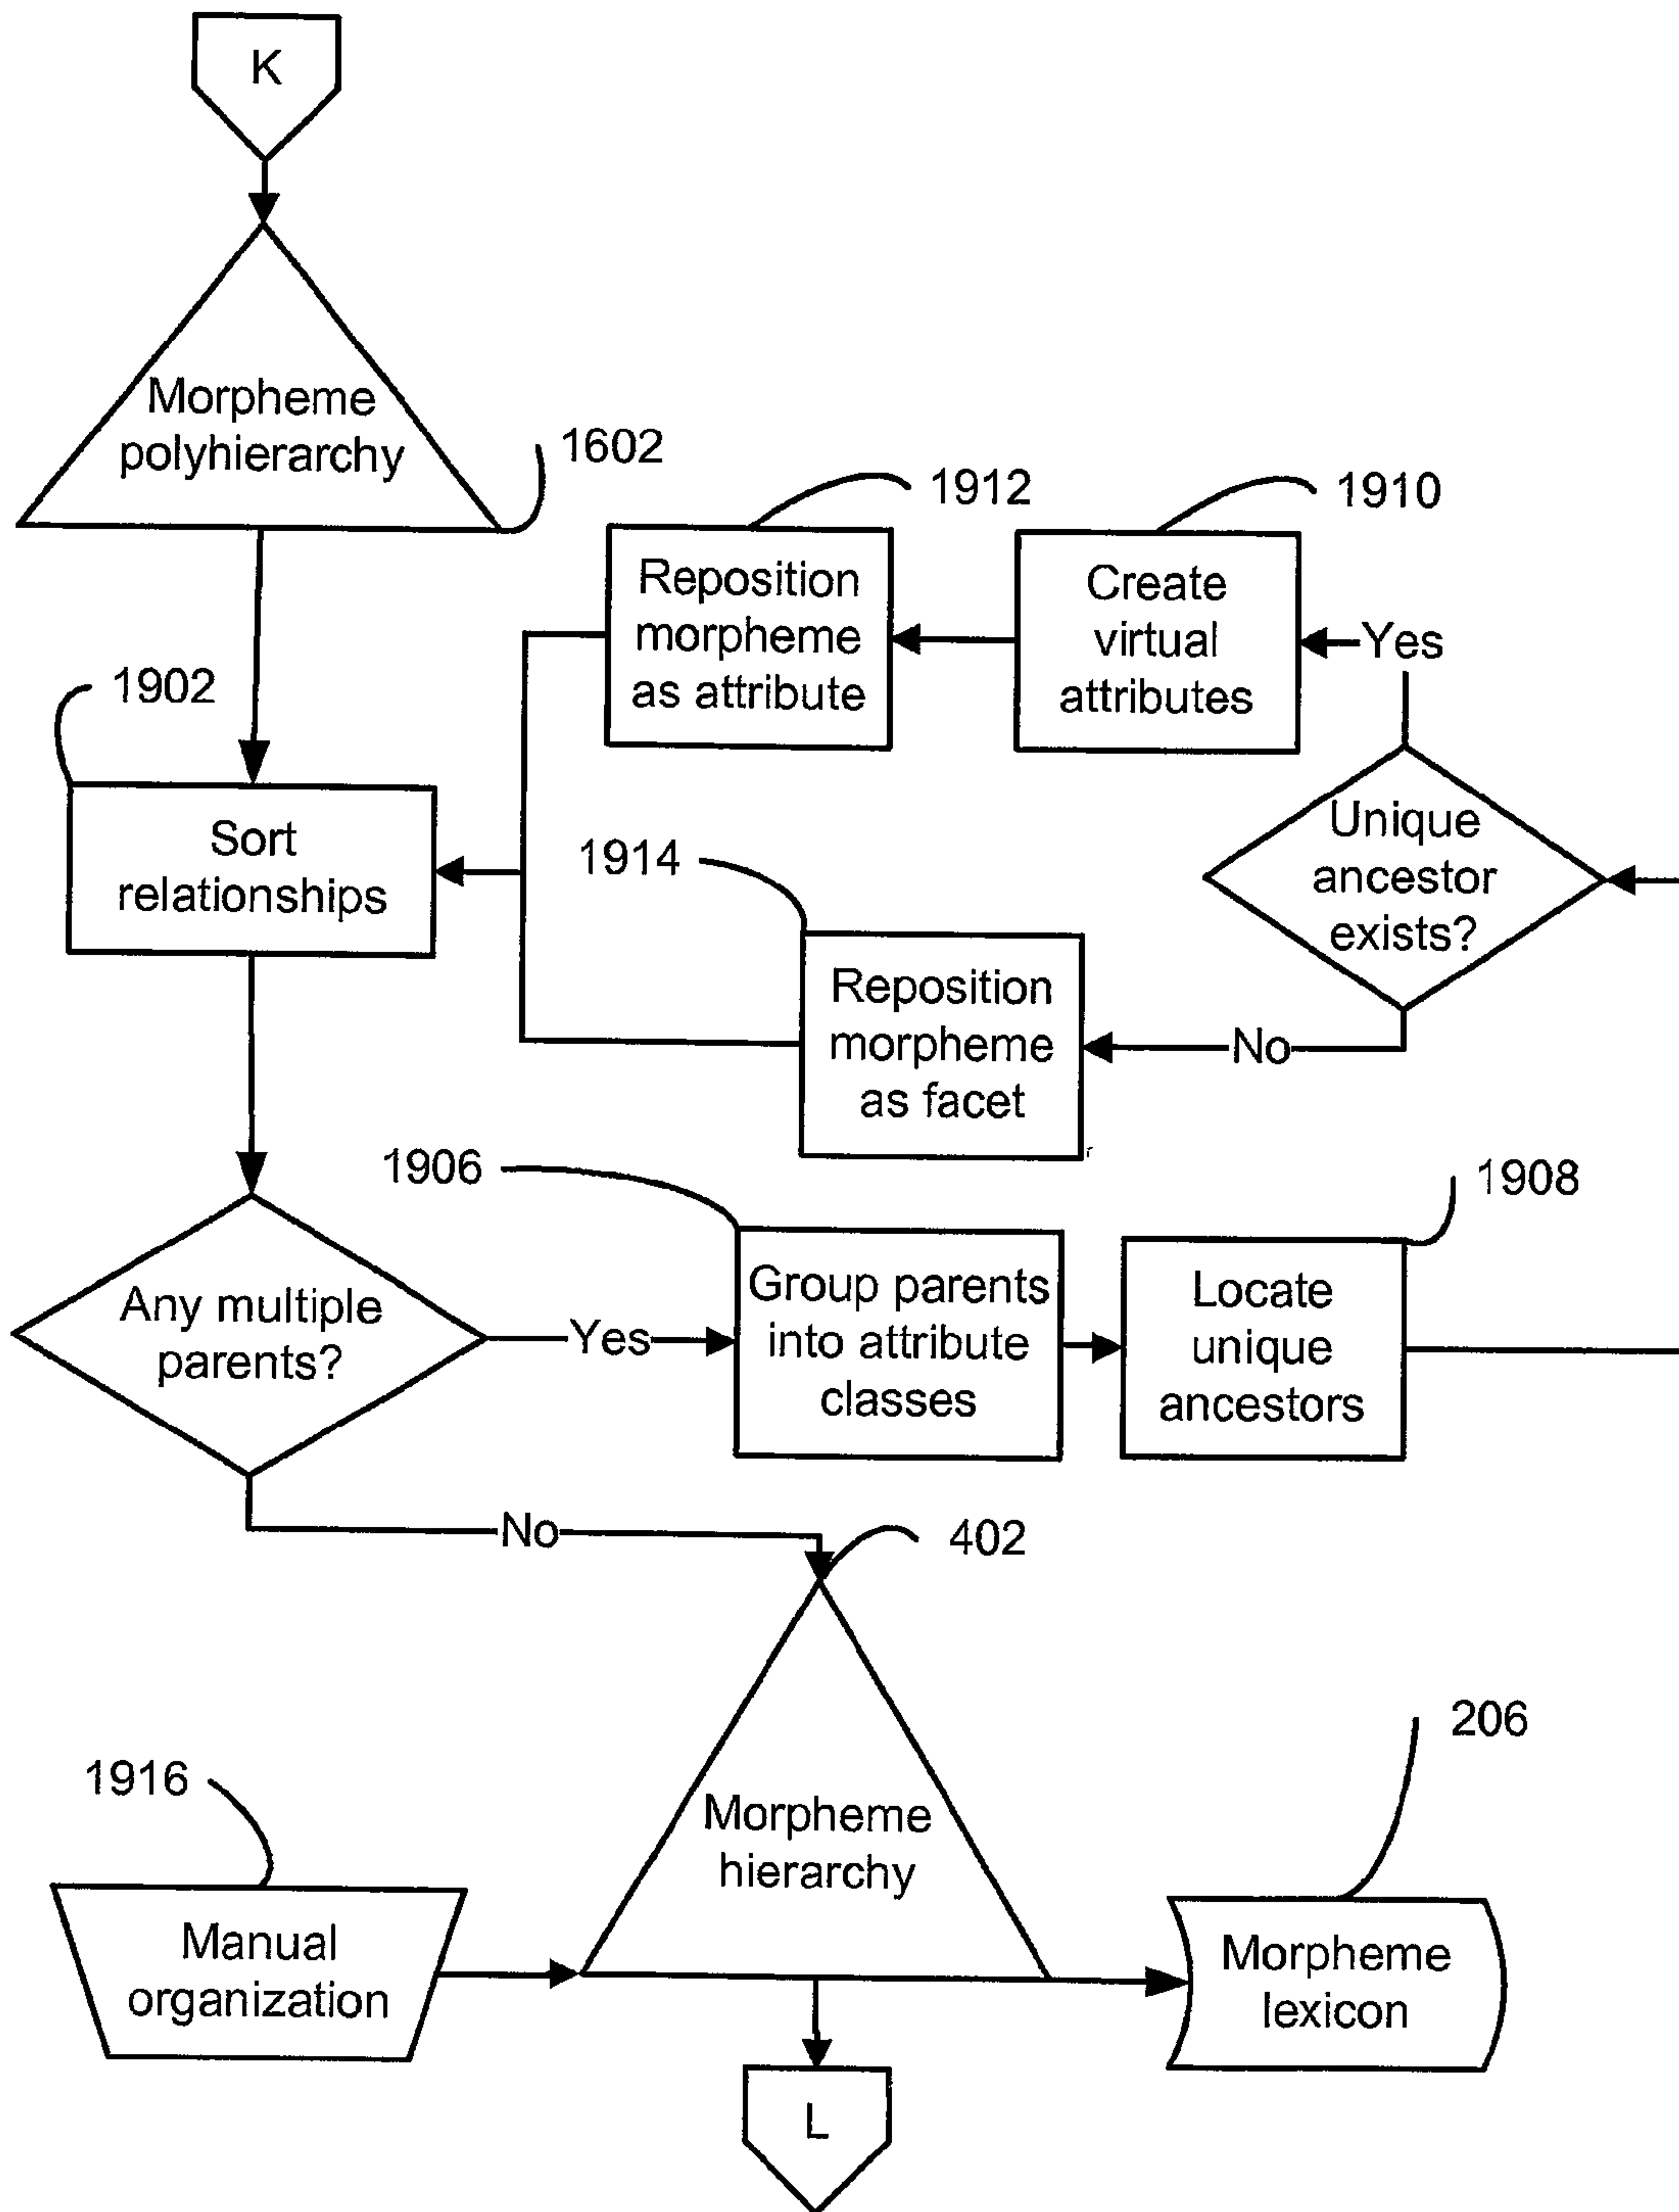 K
Morpheme
polyhierarchy
1602
1912
1910
Reposition
morpheme
as attribute
Create
virtual
attributes
Yes
1902
Sort
relationships
Unique
ancestor
exists?
1914
Reposition
morpheme
as facet
No
1906
1908
Any multiple
parents?
Yes
Group parents
into attribute
classes
Locate
unique
ancestors
No
402
206
1916
Morpheme
hierarchy
Manual
organization
Morpheme
lexicon
L